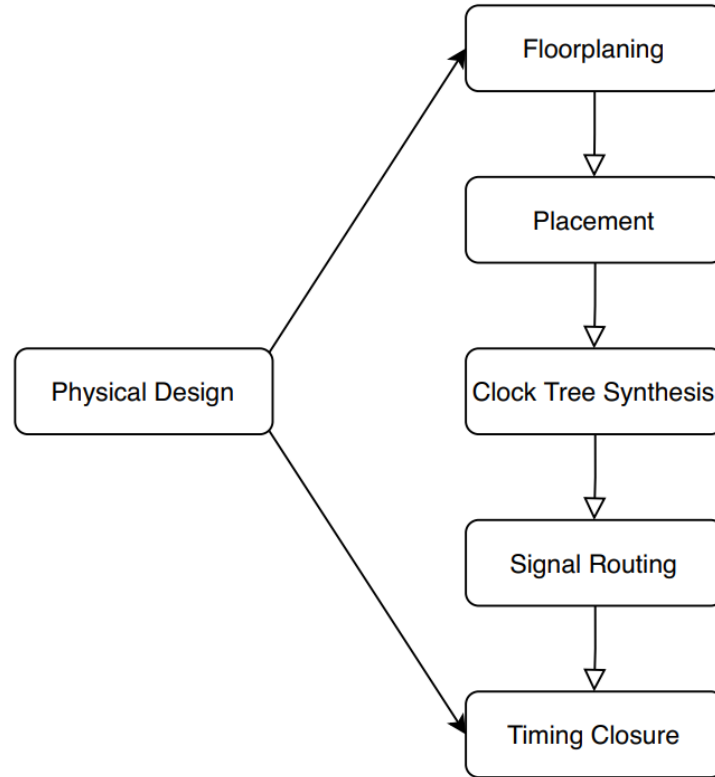 Floorplaning
Placement
Physical Design
Clock Tree Synthesis
Signal Routing
Timing Closure